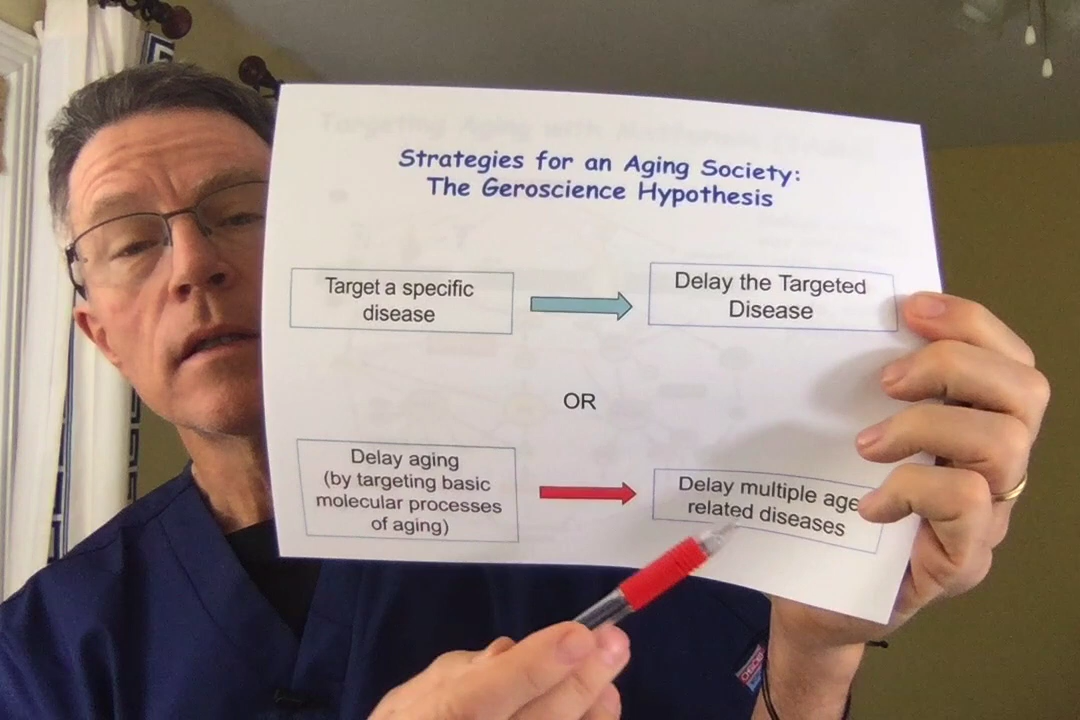 Strategies for an Aging Society:
The Geroscience Hypothesis
Target a specific
disease
Delay the Targeted
Disease
OR
Delay aging
(by targeting basic
molecular processes
of aging)
Delay multiple age
related diseases